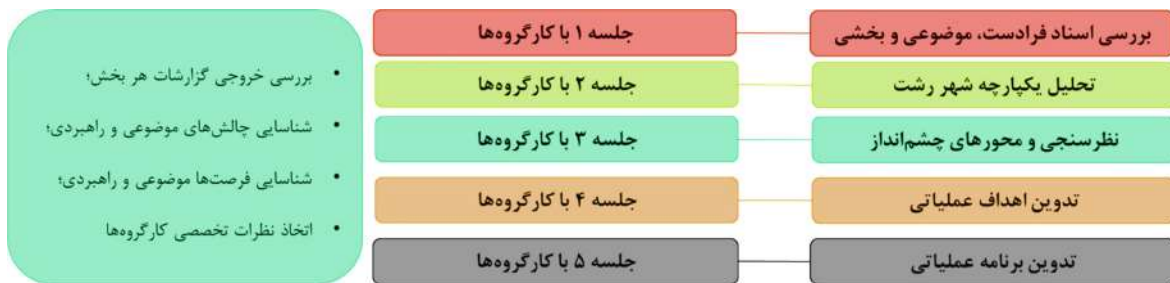 بررسی اسناد فرادست، موضوعی و بخشی
جلسه ۱ با کارگروه‌ها
تحلیل یکپارچه شهر رشت
جلسه ۲ با کارگروه‌ها
نظرسنجی و محورهای چشم‌انداز
جلسه ۳ با کارگروه‌ها
تدوین اهداف عملیاتی
جلسه ۴ با کارگروه‌ها
تدوین برنامه عملیاتی
جلسه ۵ با کارگروه‌ها
• بررسی خروجی گزارشات هر بخش؛
• شناسایی چالش‌های موضوعی و راهبردی؛
• شناسایی فرصت‌ها موضوعی و راهبردی؛
• اتخاذ نظرات تخصصی کارگروه‌ها